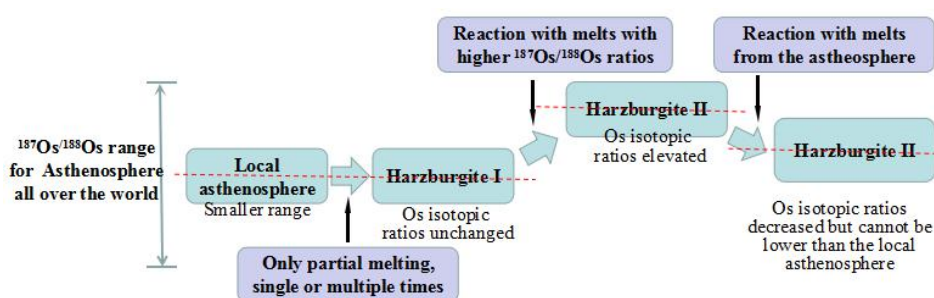 Reaction with melts with
higher ¹⁸⁷Os/¹⁸⁸Os ratios
Reaction with melts
from the astheosphere
¹⁸⁷Os/¹⁸⁸Os range
for Asthenosphere
all over the world
Local
asthenosphere
Smaller range
Harzburgite I
Os isotopic
ratios unchanged
Only partial melting,
single or multiple times
Harzburgite II
Os isotopic
ratios elevated
Harzburgite II
Os isotopic ratios
decreased but cannot be
lower than the local
asthenosphere